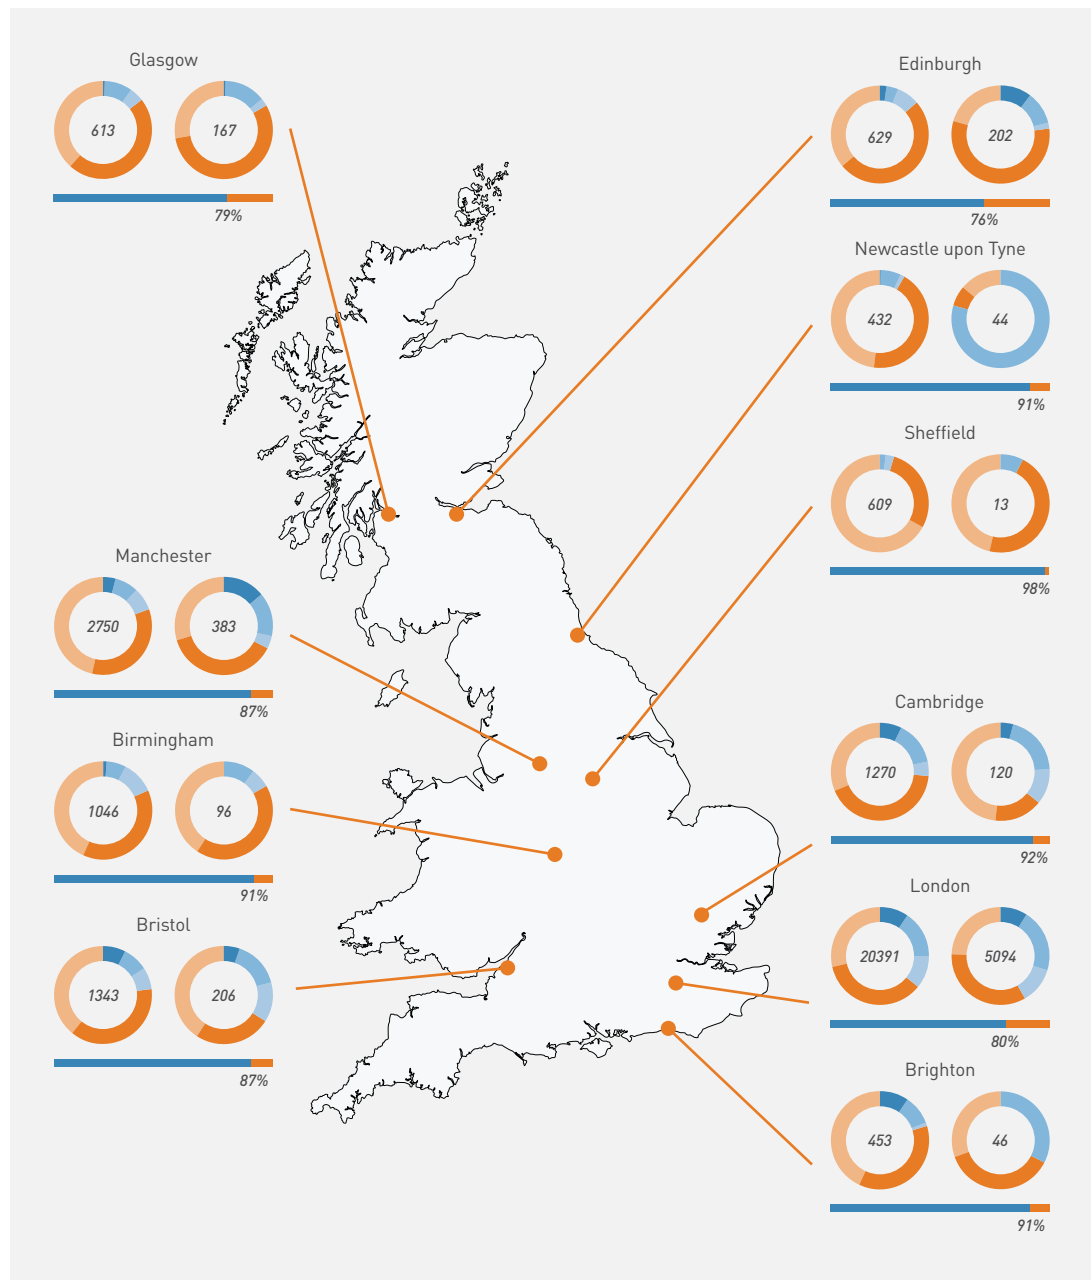 Glasgow
613 167
79%
Edinburgh
629 202
76%
Newcastle upon Tyne
432 44
91%
Sheffield
609 13
98%
Manchester
2750 383
87%
Birmingham
1046 96
91%
Bristol
1343 206
87%
Cambridge
1270 120
92%
London
20391 5094
80%
Brighton
453 46
91%